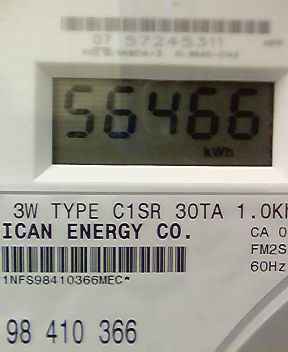 07 57245311
56466
kWh
3W TYPE C1SR 30TA 1.0Kh
ICAN ENERGY CO.
CA 0
FM2S
60Hz
1NFS98410366MEC*
98 410 366